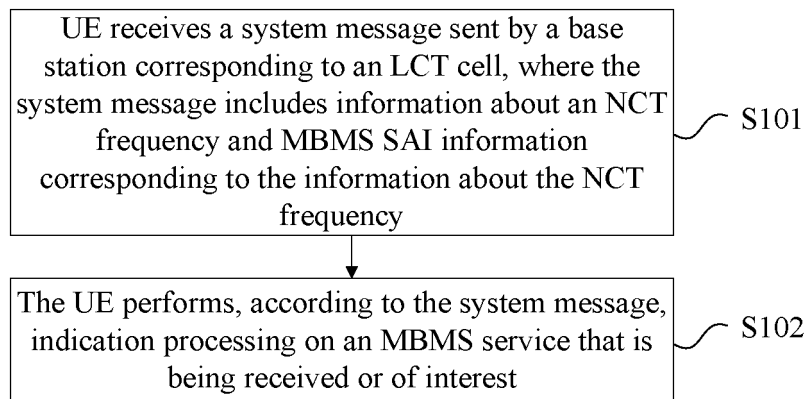 UE receives a system message sent by a base
station corresponding to an LCT cell, where the
system message includes information about an NCT
frequency and MBMS SAI information
corresponding to the information about the NCT
frequency
S101
The UE performs, according to the system message,
indication processing on an MBMS service that is
being received or of interest
S102